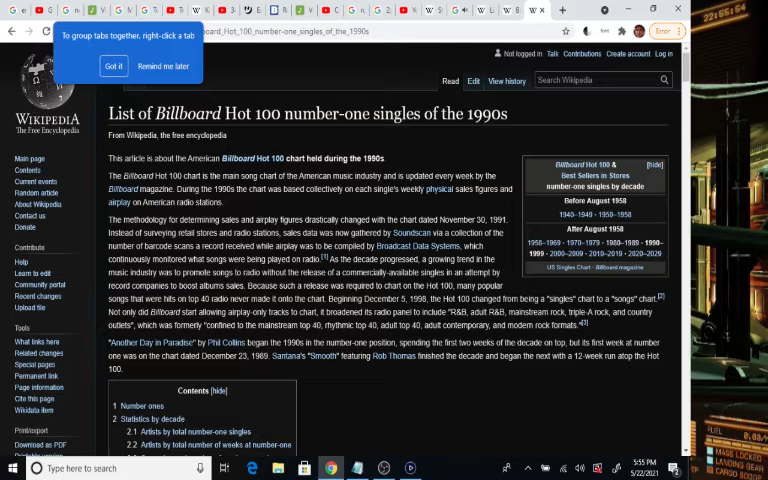 To group tabs together, right-click a tab
Got it
Remind me later
_Hot_100_number-one_singles_of_the_1990s
Error
Not logged in Talk Contributions Create account Log in
Read Edit View history
Search Wikipedia
WIKIPEDIA
The Free Encyclopedia
Main page
Contents
Current events
Random article
About Wikipedia
Contact us
Donate
Contribute
Help
Learn to edit
Community portal
Recent changes
Upload file
Tools
What links here
Related changes
Special pages
Permanent link
Page information
Cite this page
Wikidata item
Print/export
Download as PDF
List of Billboard Hot 100 number-one singles of the 1990s
From Wikipedia, the free encyclopedia
This article is about the American Billboard Hot 100 chart held during the 1990s.
The Billboard Hot 100 chart is the main song chart of the American music industry and is updated every week by the
Billboard magazine. During the 1990s the chart was based collectively on each single's weekly physical sales figures and
airplay on American radio stations.
The methodology for determining sales and airplay figures drastically changed with the chart dated November 30, 1991.
Instead of surveying retail stores and radio stations, sales data was now gathered by Soundscan via a collection of the
number of barcode scans a record received while airplay was to be compiled by Broadcast Data Systems, which
continuously monitored what songs were being played on radio.[1] As the decade progressed, a growing trend in the
music industry was to promote songs to radio without the release of a commercially-available singles in an attempt by
record companies to boost albums sales. Because such a release was required to chart on the Hot 100, many popular
songs that were hits on top 40 radio never made it onto the chart. Beginning December 5, 1998, the Hot 100 changed from being a "singles" chart to a "songs" chart.[2]
Not only did Billboard start allowing airplay-only tracks to chart, it broadened its radio panel to include "R&B, adult R&B, mainstream rock, triple-A rock, and country
outlets", which was formerly "confined to the mainstream top 40, rhythmic top 40, adult top 40, adult contemporary, and modern rock formats."[3]
"Another Day in Paradise" by Phil Collins began the 1990s in the number-one position, spending the first two weeks of the decade on top, but its first week at number
one was on the chart dated December 23, 1989. Santana's "Smooth" featuring Rob Thomas finished the decade and began the next with a 12-week run atop the Hot
100.
Billboard Hot 100 & [hide]
Best Sellers in Stores
number-one singles by decade
Before August 1958
1940–1949 · 1950–1958
After August 1958
1958–1969 · 1970–1979 · 1980–1989 · 1990–
1999 · 2000–2009 · 2010–2019 · 2020–2029
US Singles Chart · Billboard magazine
Contents [hide]
1 Number ones
2 Statistics by decade
2.1 Artists by total number-one singles
2.2 Artists by total number of weeks at number-one
Type here to search
5:55 PM
5/22/2021
22:55:54
FUEL
MASS LOCKED
LANDING GEAR
CARGO SCOOP